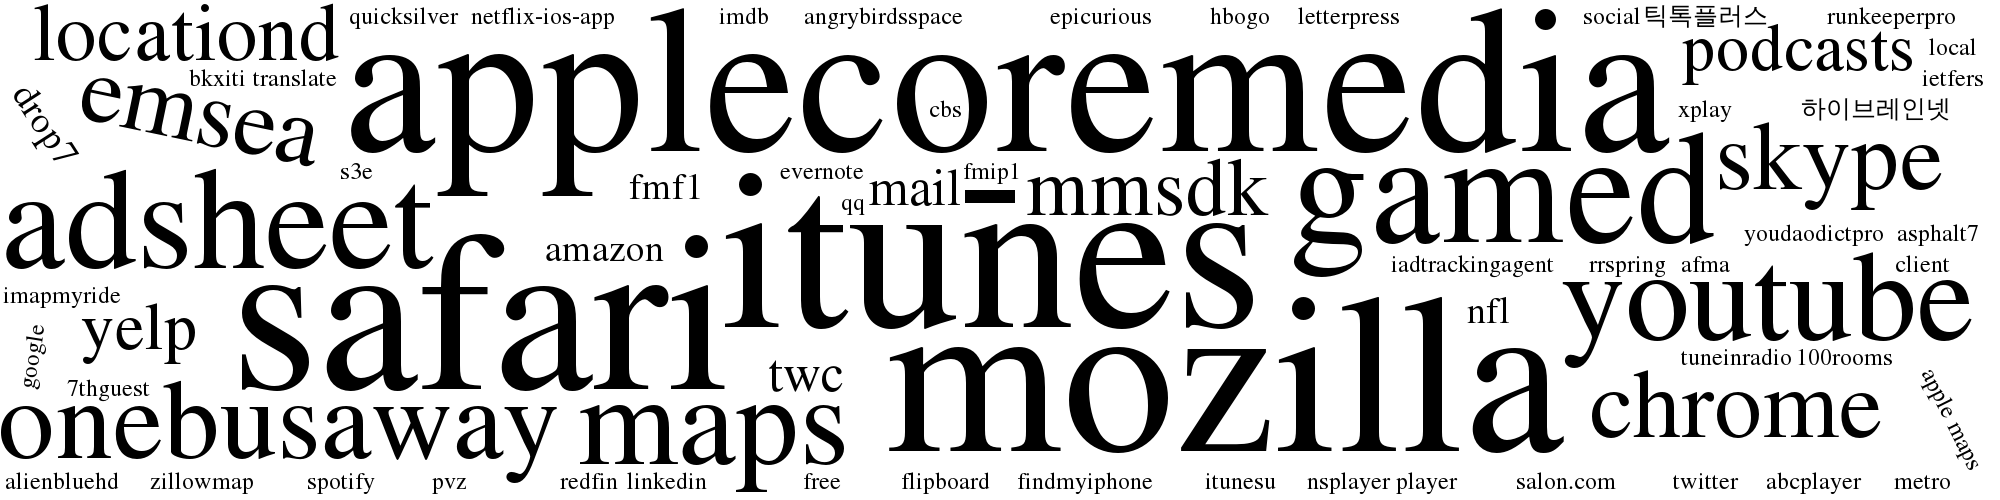 quicksilver netflix-ios-app imdb angrybirdsspace epicurious hbogo letterpress social 틱톡플러스 runkeeperpro
locationd
applecoremedia
podcasts
local
bkxiti translate
ietfers
drop7
emsea
cbs
xplay
하이브레인넷
skype
s3e
evernote
fmip1
adsheet
fmf1
itunes
qq
mail
-
mmsdk
gamed
youdaodictpro asphalt7
amazon
safari
iadtrackingagent rrspring afma client
imapmyride
yelp
google
nfl
youtube
mozilla
tuneinradio 100rooms
twc
7thguest
onebusaway
maps
chrome
apple maps
alienbluehd zillowmap spotify pvz redfin linkedin free flipboard findmyiphone itunesu nsplayer player salon.com twitter abcplayer metro